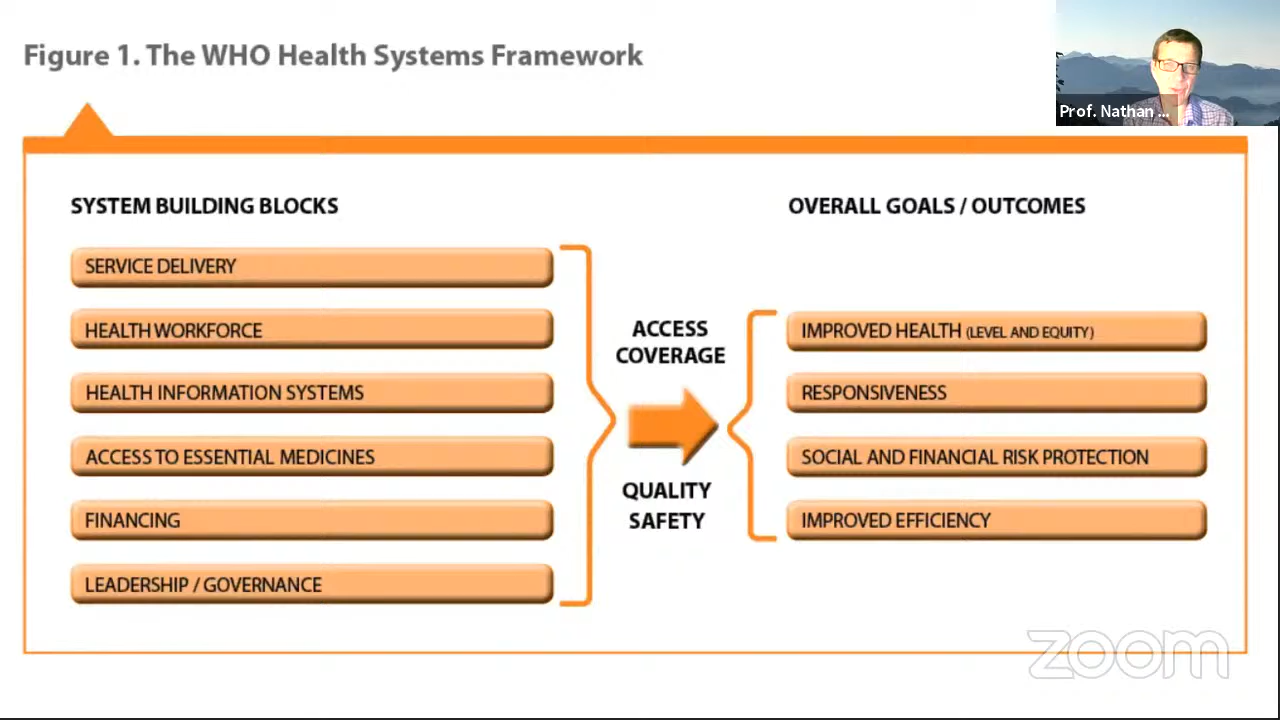 Figure 1. The WHO Health Systems Framework
Prof. Nathan ...
SYSTEM BUILDING BLOCKS
SERVICE DELIVERY
HEALTH WORKFORCE
HEALTH INFORMATION SYSTEMS
ACCESS TO ESSENTIAL MEDICINES
FINANCING
LEADERSHIP / GOVERNANCE
ACCESS
COVERAGE
QUALITY
SAFETY
OVERALL GOALS / OUTCOMES
IMPROVED HEALTH (LEVEL AND EQUITY)
RESPONSIVENESS
SOCIAL AND FINANCIAL RISK PROTECTION
IMPROVED EFFICIENCY
zoom